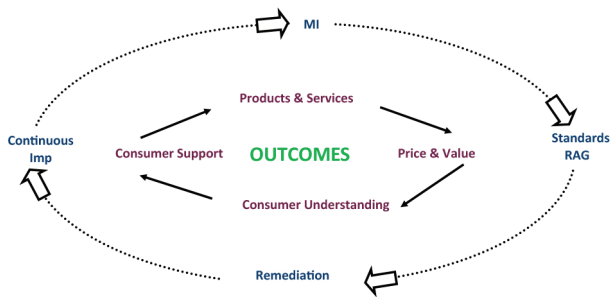 MI
Products & Services
Continuous
Imp
Consumer Support
OUTCOMES
Price & Value
Standards
RAG
Consumer Understanding
Remediation